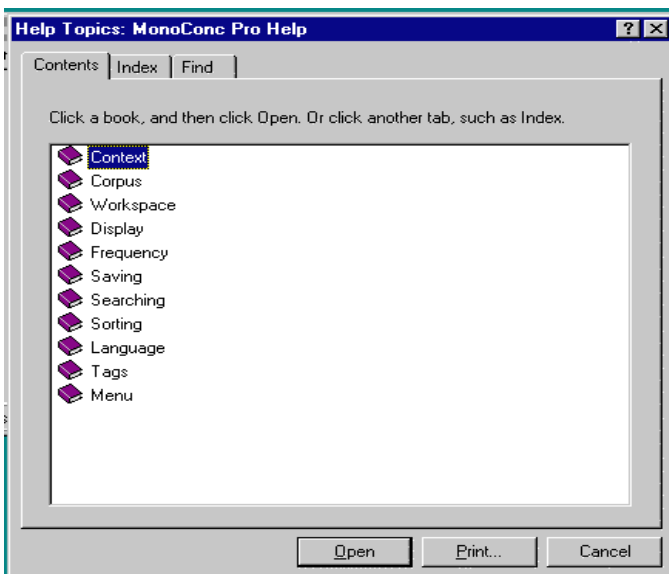 Help Topics: MonoConc Pro Help
Contents Index Find
Click a book, and then click Open. Or click another tab, such as Index.
Context
Corpus
Workspace
Display
Frequency
Saving
Searching
Sorting
Language
Tags
Menu
Open Print... Cancel